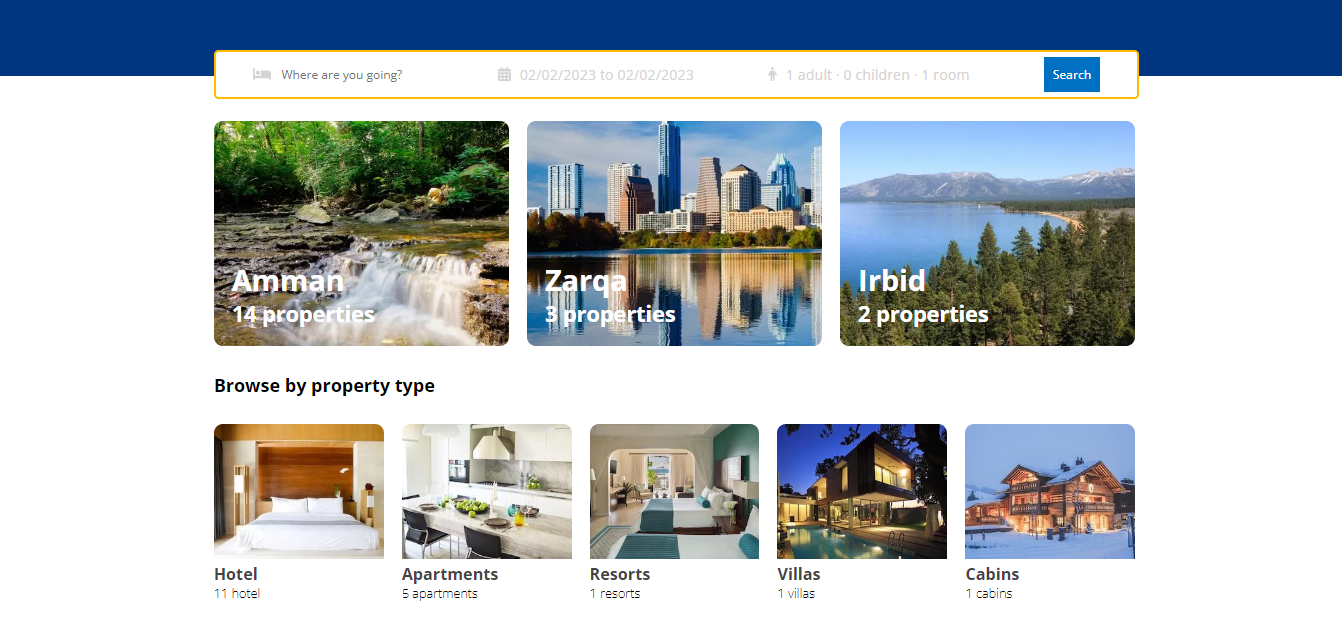 Where are you going?
02/02/2023 to 02/02/2023
1 adult · 0 children · 1 room
Search
Amman
14 properties
Zarqa
3 properties
Irbid
2 properties
Browse by property type
Hotel
11 hotel
Apartments
5 apartments
Resorts
1 resorts
Villas
1 villas
Cabins
1 cabins